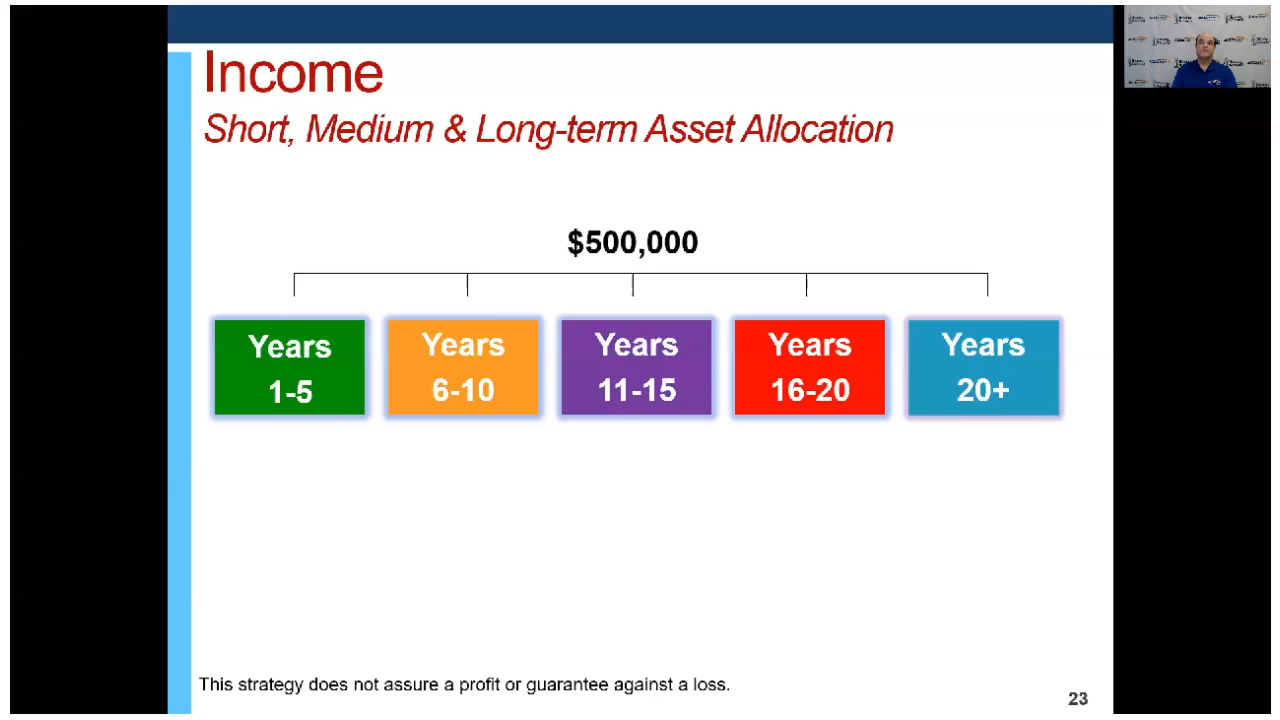 Income
Short, Medium & Long-term Asset Allocation
$500,000
Years
1-5
Years
6-10
Years
11-15
Years
16-20
Years
20+
This strategy does not assure a profit or guarantee against a loss.
23